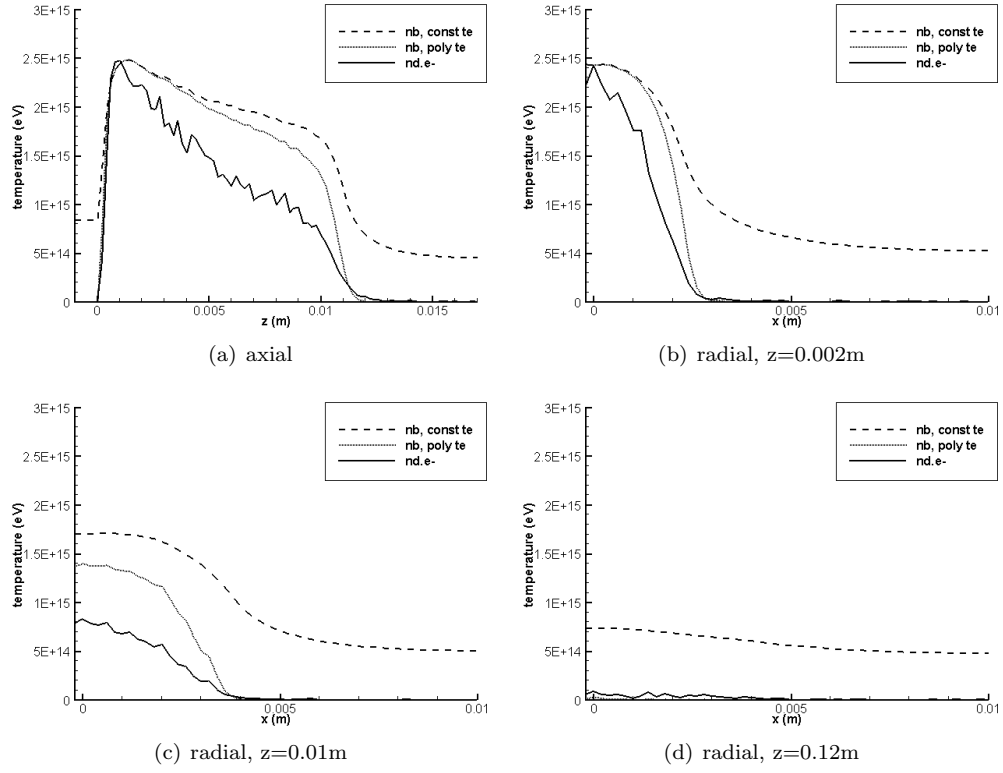 3E+15
2.5E+15
2E+15
1.5E+15
1E+15
5E+14
0
temperature (eV)
nb, const te
nb, poly te
nd.e-
0
0.005
0.01
0.015
z (m)
(a) axial
3E+15
2.5E+15
2E+15
1.5E+15
1E+15
5E+14
0
temperature (eV)
nb, const te
nb, poly te
nd.e-
0
0.005
0.01
x (m)
(b) radial, z=0.002m
3E+15
2.5E+15
2E+15
1.5E+15
1E+15
5E+14
0
temperature (eV)
nb, const te
nb, poly te
nd.e-
0
0.005
0.01
x (m)
(c) radial, z=0.01m
3E+15
2.5E+15
2E+15
1.5E+15
1E+15
5E+14
0
temperature (eV)
nb, const te
nb, poly te
nd.e-
0
0.005
0.01
x (m)
(d) radial, z=0.12m